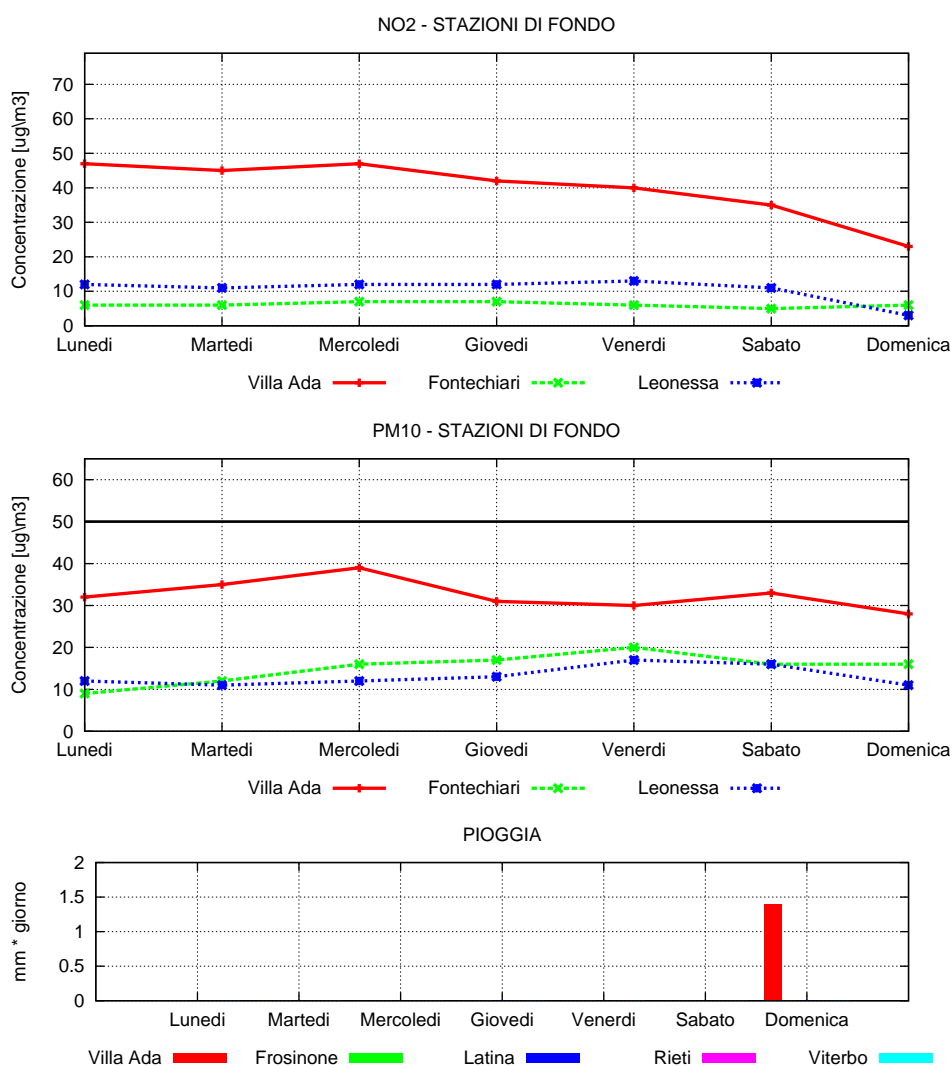 NO2 - STAZIONI DI FONDO
Concentrazione [ug\m3]
70
60
50
40
30
20
10
0
Lunedi Martedi Mercoledi Giovedi Venerdi Sabato Domenica
Villa Ada Fontechiari Leonessa
PM10 - STAZIONI DI FONDO
Concentrazione [ug\m3]
60
50
40
30
20
10
0
Lunedi Martedi Mercoledi Giovedi Venerdi Sabato Domenica
Villa Ada Fontechiari Leonessa
PIOGGIA
mm * giorno
2
1.5
1
0.5
0
Lunedi Martedi Mercoledi Giovedi Venerdi Sabato Domenica
Villa Ada Frosinone Latina Rieti Viterbo